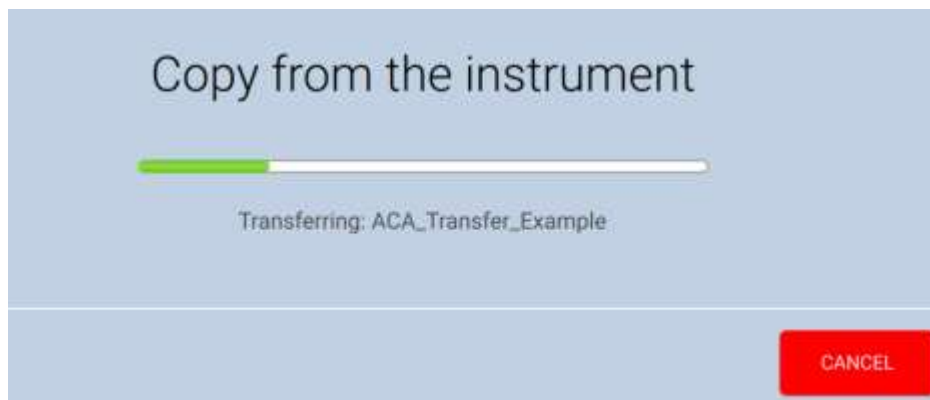 Copy from the instrument
Transferring: ACA_Transfer_Example
CANCEL